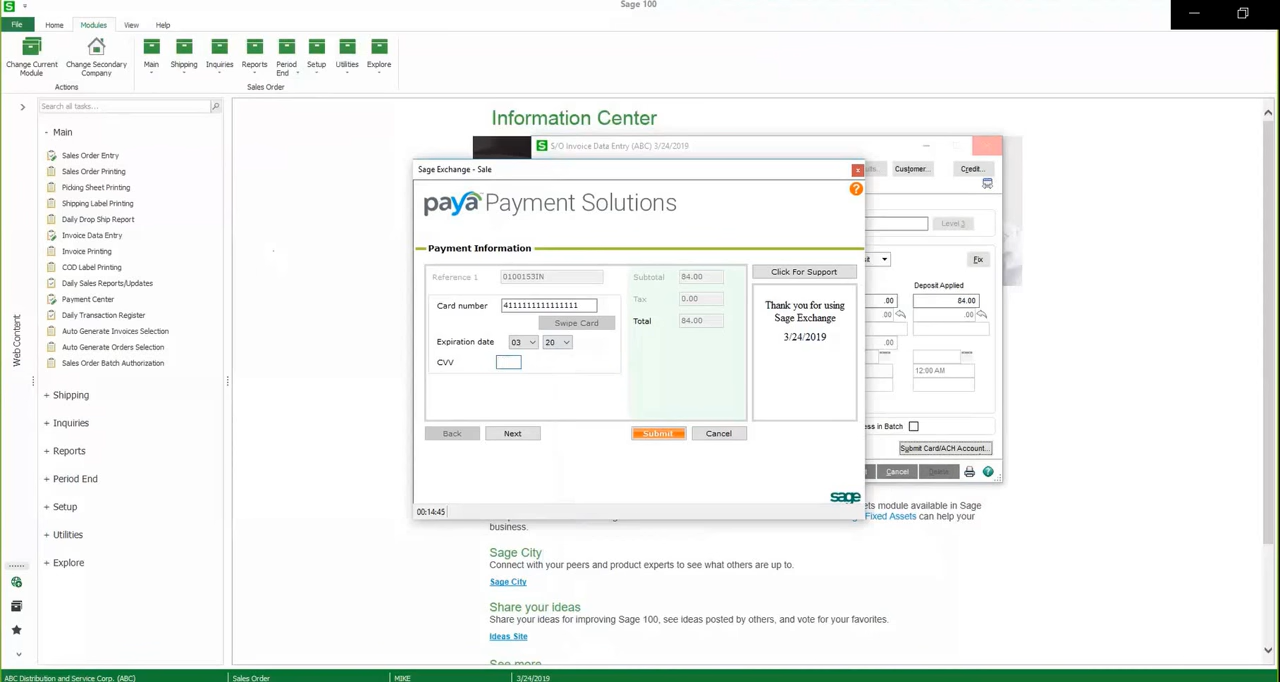 Sage 100
File
Home
Modules
View
Help
Change Current
Module
Change Secondary
Company
Main
Shipping
Inquiries
Reports
Period
End
Setup
Utilities
Explore
Actions
Sales Order
Search all tasks...
Main
Sales Order Entry
Sales Order Printing
Picking Sheet Printing
Shipping Label Printing
Daily Drop Ship Report
Invoice Data Entry
Invoice Printing
COD Label Printing
Daily Sales Reports/Updates
Payment Center
Daily Transaction Register
Auto Generate Invoices Selection
Auto Generate Orders Selection
Sales Order Batch Authorization
Shipping
Inquiries
Reports
Period End
Setup
Utilities
Explore
Web Content
Information Center
S/O Invoice Data Entry (ABC) 3/24/2019
Customer...
Credit...
Level 3
Fix
Deposit Applied
.00
84.00
.00
.00
.00
12:00 AM
in Batch
Submit Card/ACH Account...
Cancel
Sage Exchange - Sale
paya Payment Solutions
Payment Information
Reference 1
0100153IN
Card number
4111111111111111
Swipe Card
Expiration date
03
20
CVV
Subtotal
84.00
Tax
0.00
Total
84.00
Click For Support
Thank you for using
Sage Exchange
3/24/2019
Back
Next
Submit
Cancel
sage
00:14:45
ets module available in Sage
Fixed Assets can help your
business.
Sage City
Connect with your peers and product experts to see what others are up to.
Sage City
Share your ideas
Share your ideas for improving Sage 100, see ideas posted by others, and vote for your favorites.
Ideas Site
See more
ABC Distribution and Service Corp. (ABC)
Sales Order
MIKE
3/24/2019